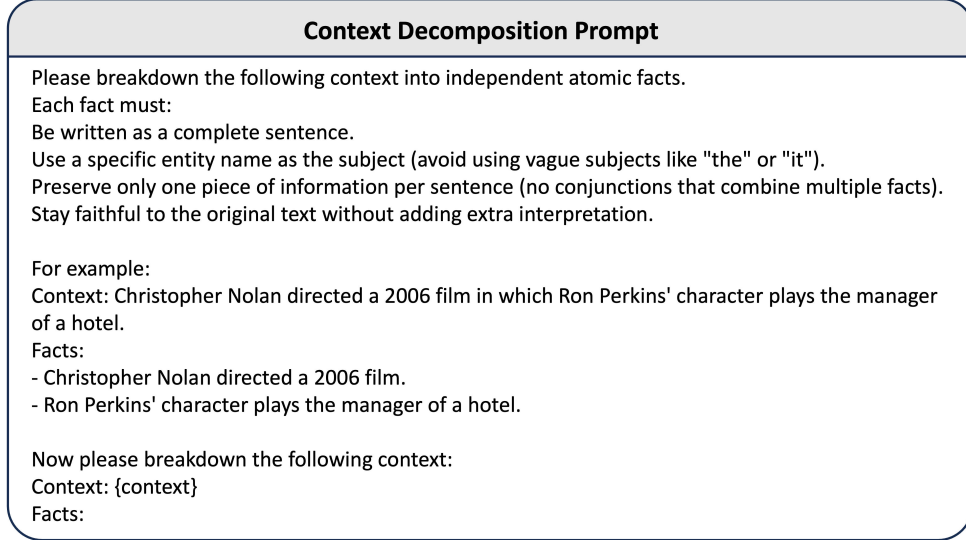 Context Decomposition Prompt
Please breakdown the following context into independent atomic facts.
Each fact must:
Be written as a complete sentence.
Use a specific entity name as the subject (avoid using vague subjects like "the" or "it").
Preserve only one piece of information per sentence (no conjunctions that combine multiple facts).
Stay faithful to the original text without adding extra interpretation.
For example:
Context: Christopher Nolan directed a 2006 film in which Ron Perkins' character plays the manager
of a hotel.
Facts:
- Christopher Nolan directed a 2006 film.
- Ron Perkins' character plays the manager of a hotel.
Now please breakdown the following context:
Context: {context}
Facts: